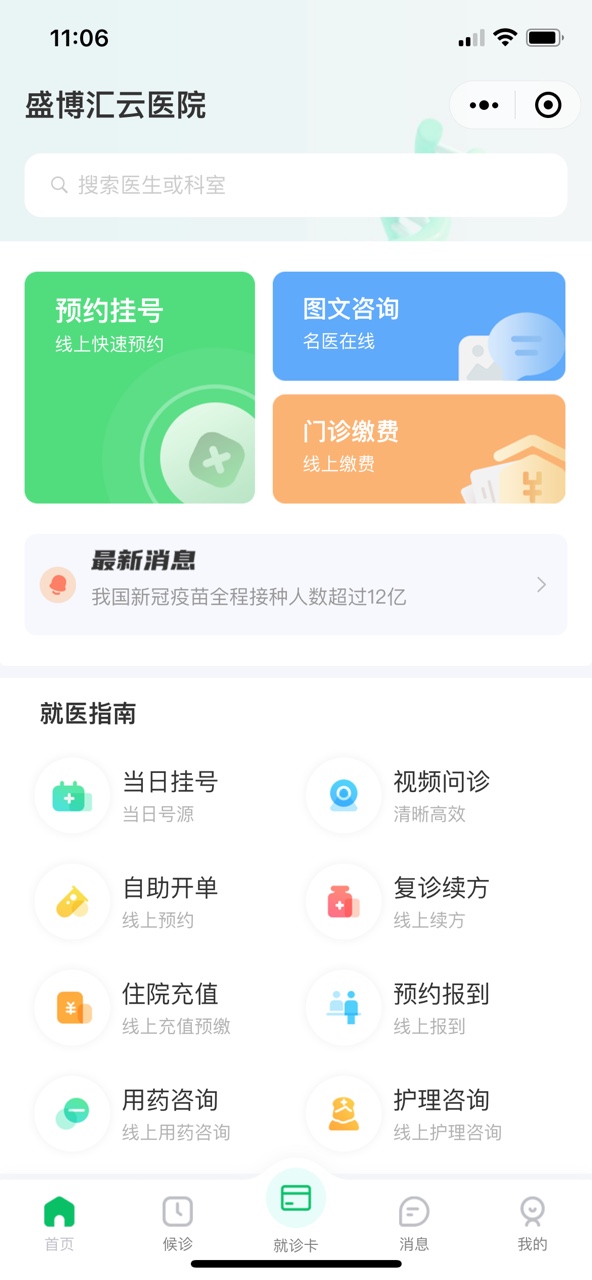 11:06
盛博汇云医院
搜索医生或科室
预约挂号
线上快速预约
图文咨询
名医在线
门诊缴费
线上缴费
最新消息
我国新冠疫苗全程接种人数超过12亿
就医指南
当日挂号
当日号源
视频问诊
清晰高效
自助开单
线上预约
复诊续方
线上续方
住院充值
线上充值预缴
预约报到
线上报到
用药咨询
线上用药咨询
护理咨询
线上护理咨询
首页
候诊
就诊卡
消息
我的